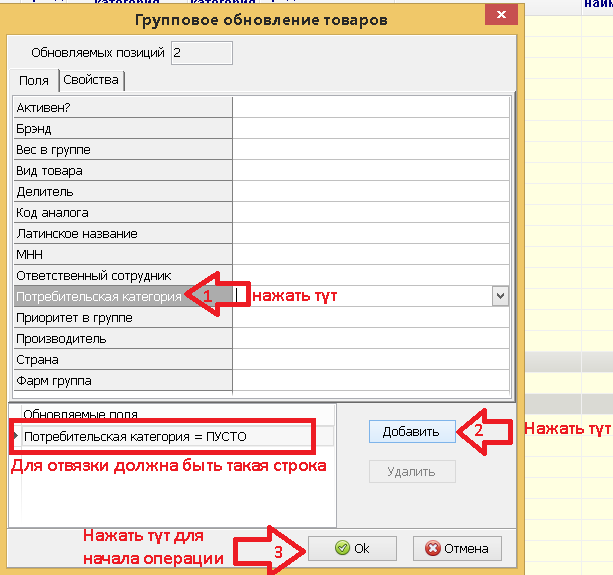 категория
категория
наим
Групповое обновление товаров
Обновляемых позиций 2
Поля
Свойства
Активен?
Брэнд
Вес в группе
Вид товара
Делитель
Код аналога
Латинское название
МНН
Ответственный сотрудник
Потребительская категория 1 нажать тут
Приоритет в группе
Производитель
Страна
Фарм группа
Обновляемые поля
Потребительская категория = ПУСТО
Добавить 2 Нажать тут
Для отвязки должна быть такая строка
Удалить
Нажать тут для
начала операции 3
Ok
Отмена